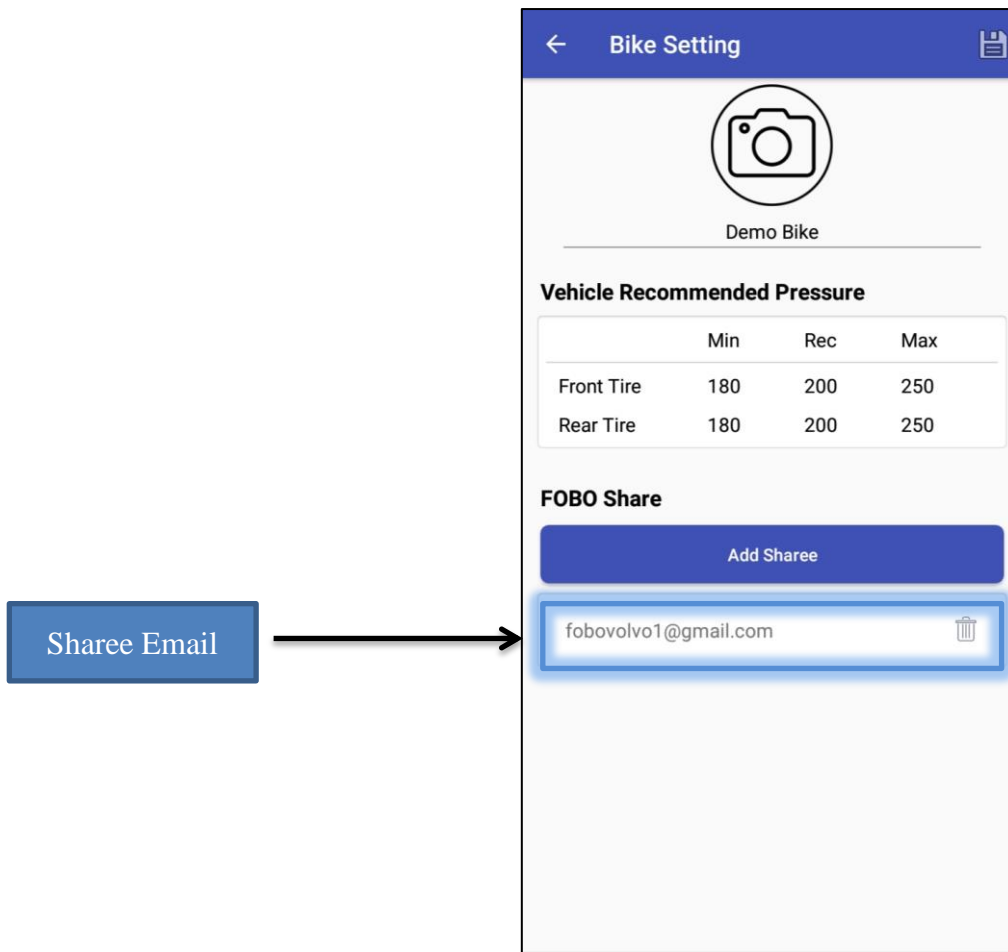 Bike Setting
Demo Bike
Vehicle Recommended Pressure
Min Rec Max
Front Tire 180 200 250
Rear Tire 180 200 250
FOBO Share
Add Sharee
Sharee Email
fobovolvo1@gmail.com